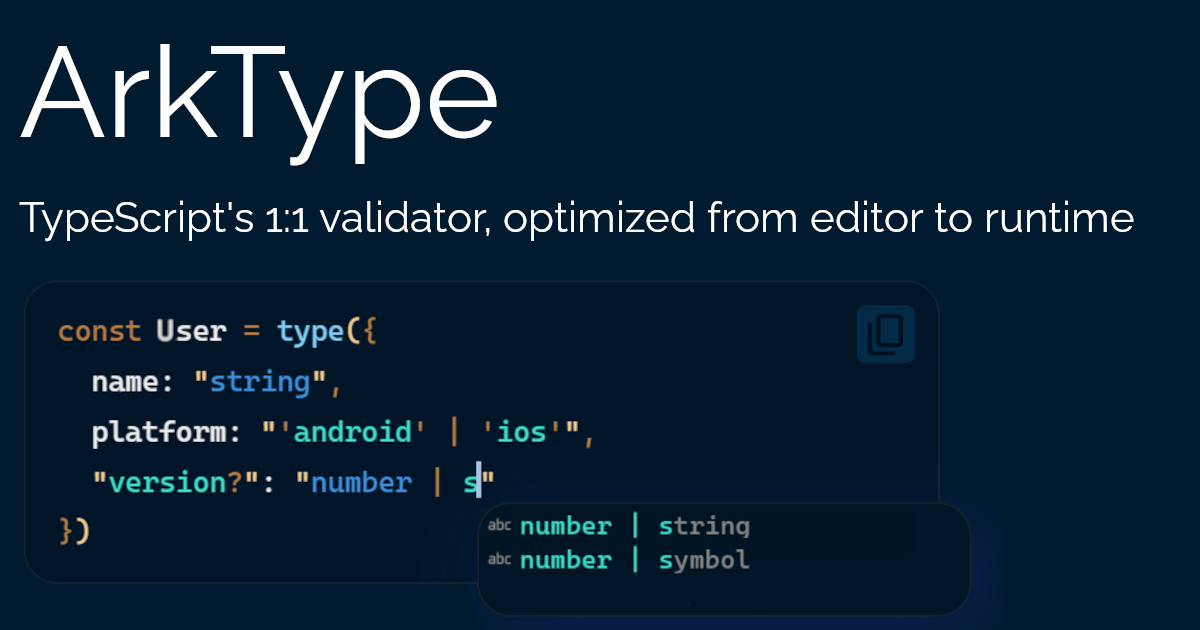 ArkType
TypeScript's 1:1 validator, optimized from editor to runtime
const User = type({
name: "string",
platform: "'android' | 'ios'",
"version?": "number | s"
})
abc number | string
abc number | symbol